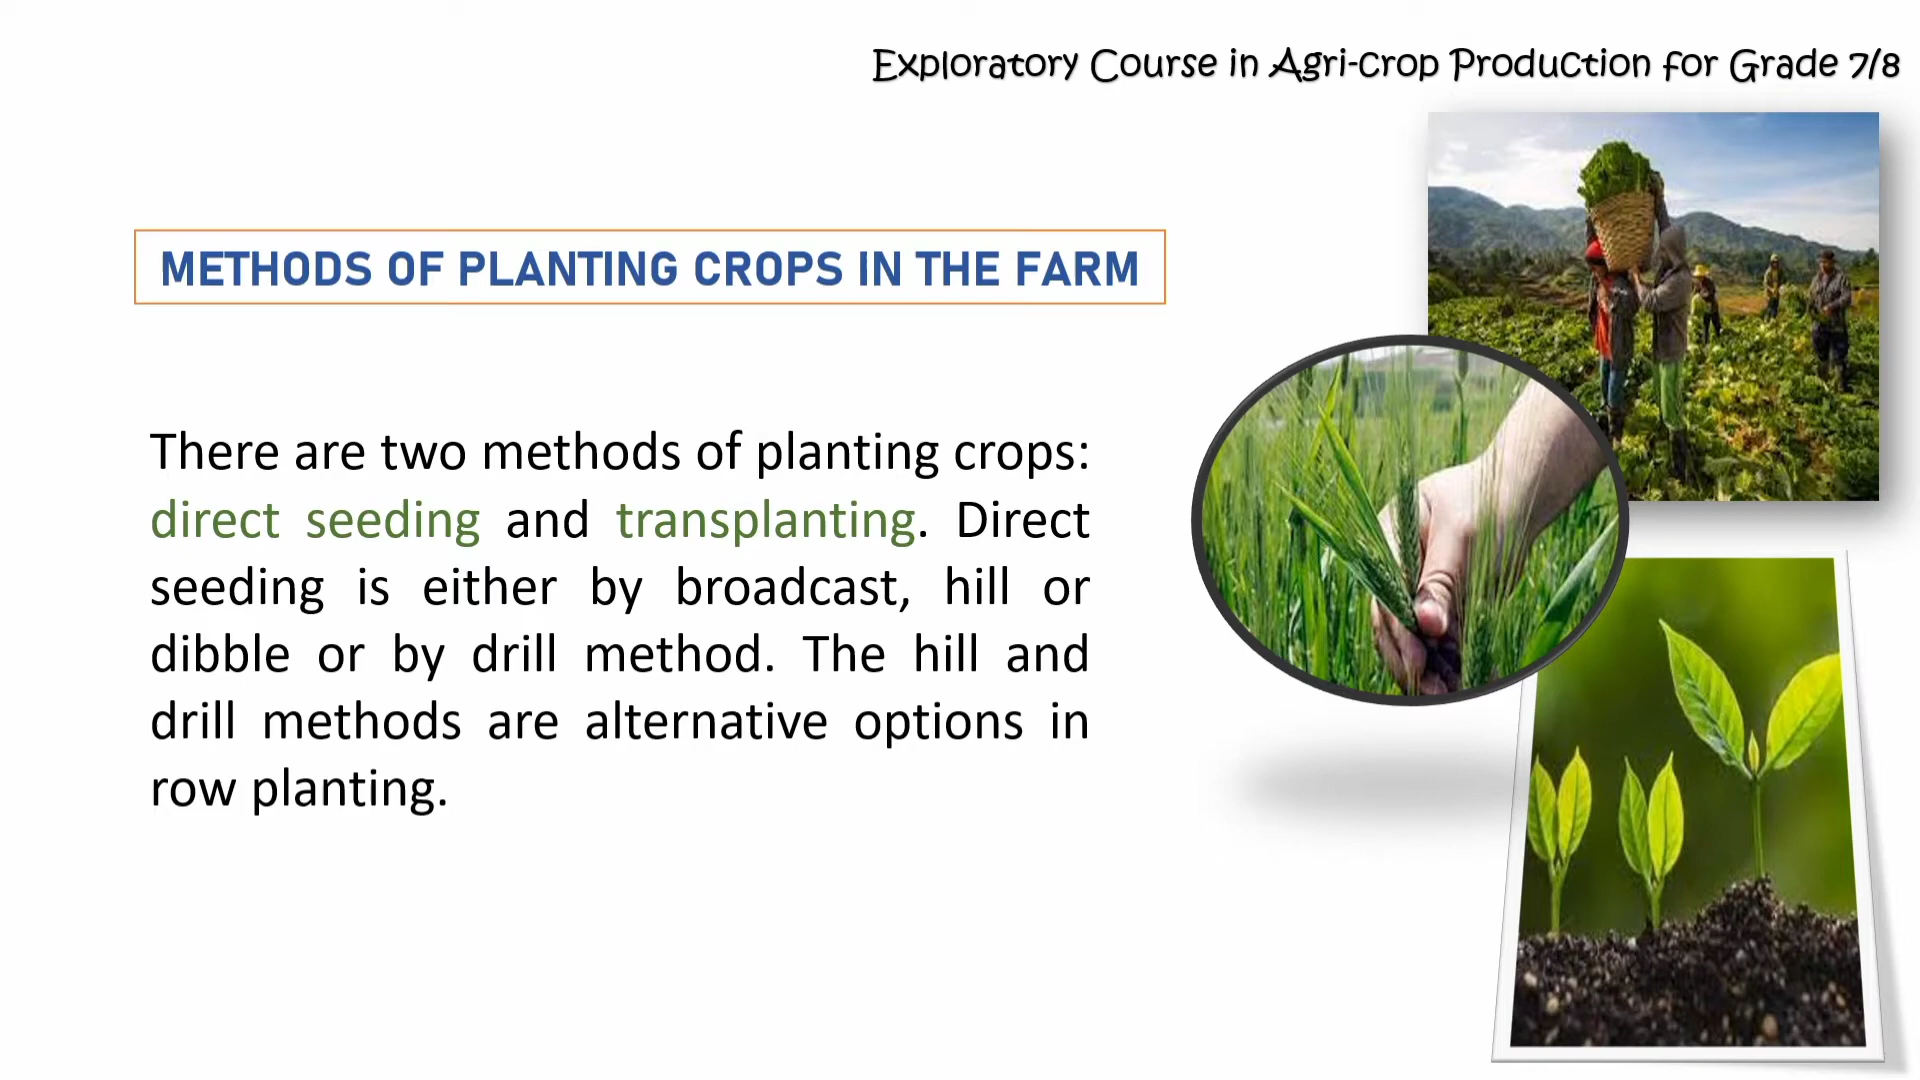 Exploratory Course in Agri-crop Production for Grade 7/8
METHODS OF PLANTING CROPS IN THE FARM
There are two methods of planting crops:
direct seeding and transplanting. Direct
seeding is either by broadcast, hill or
dibble or by drill method. The hill and
drill methods are alternative options in
row planting.